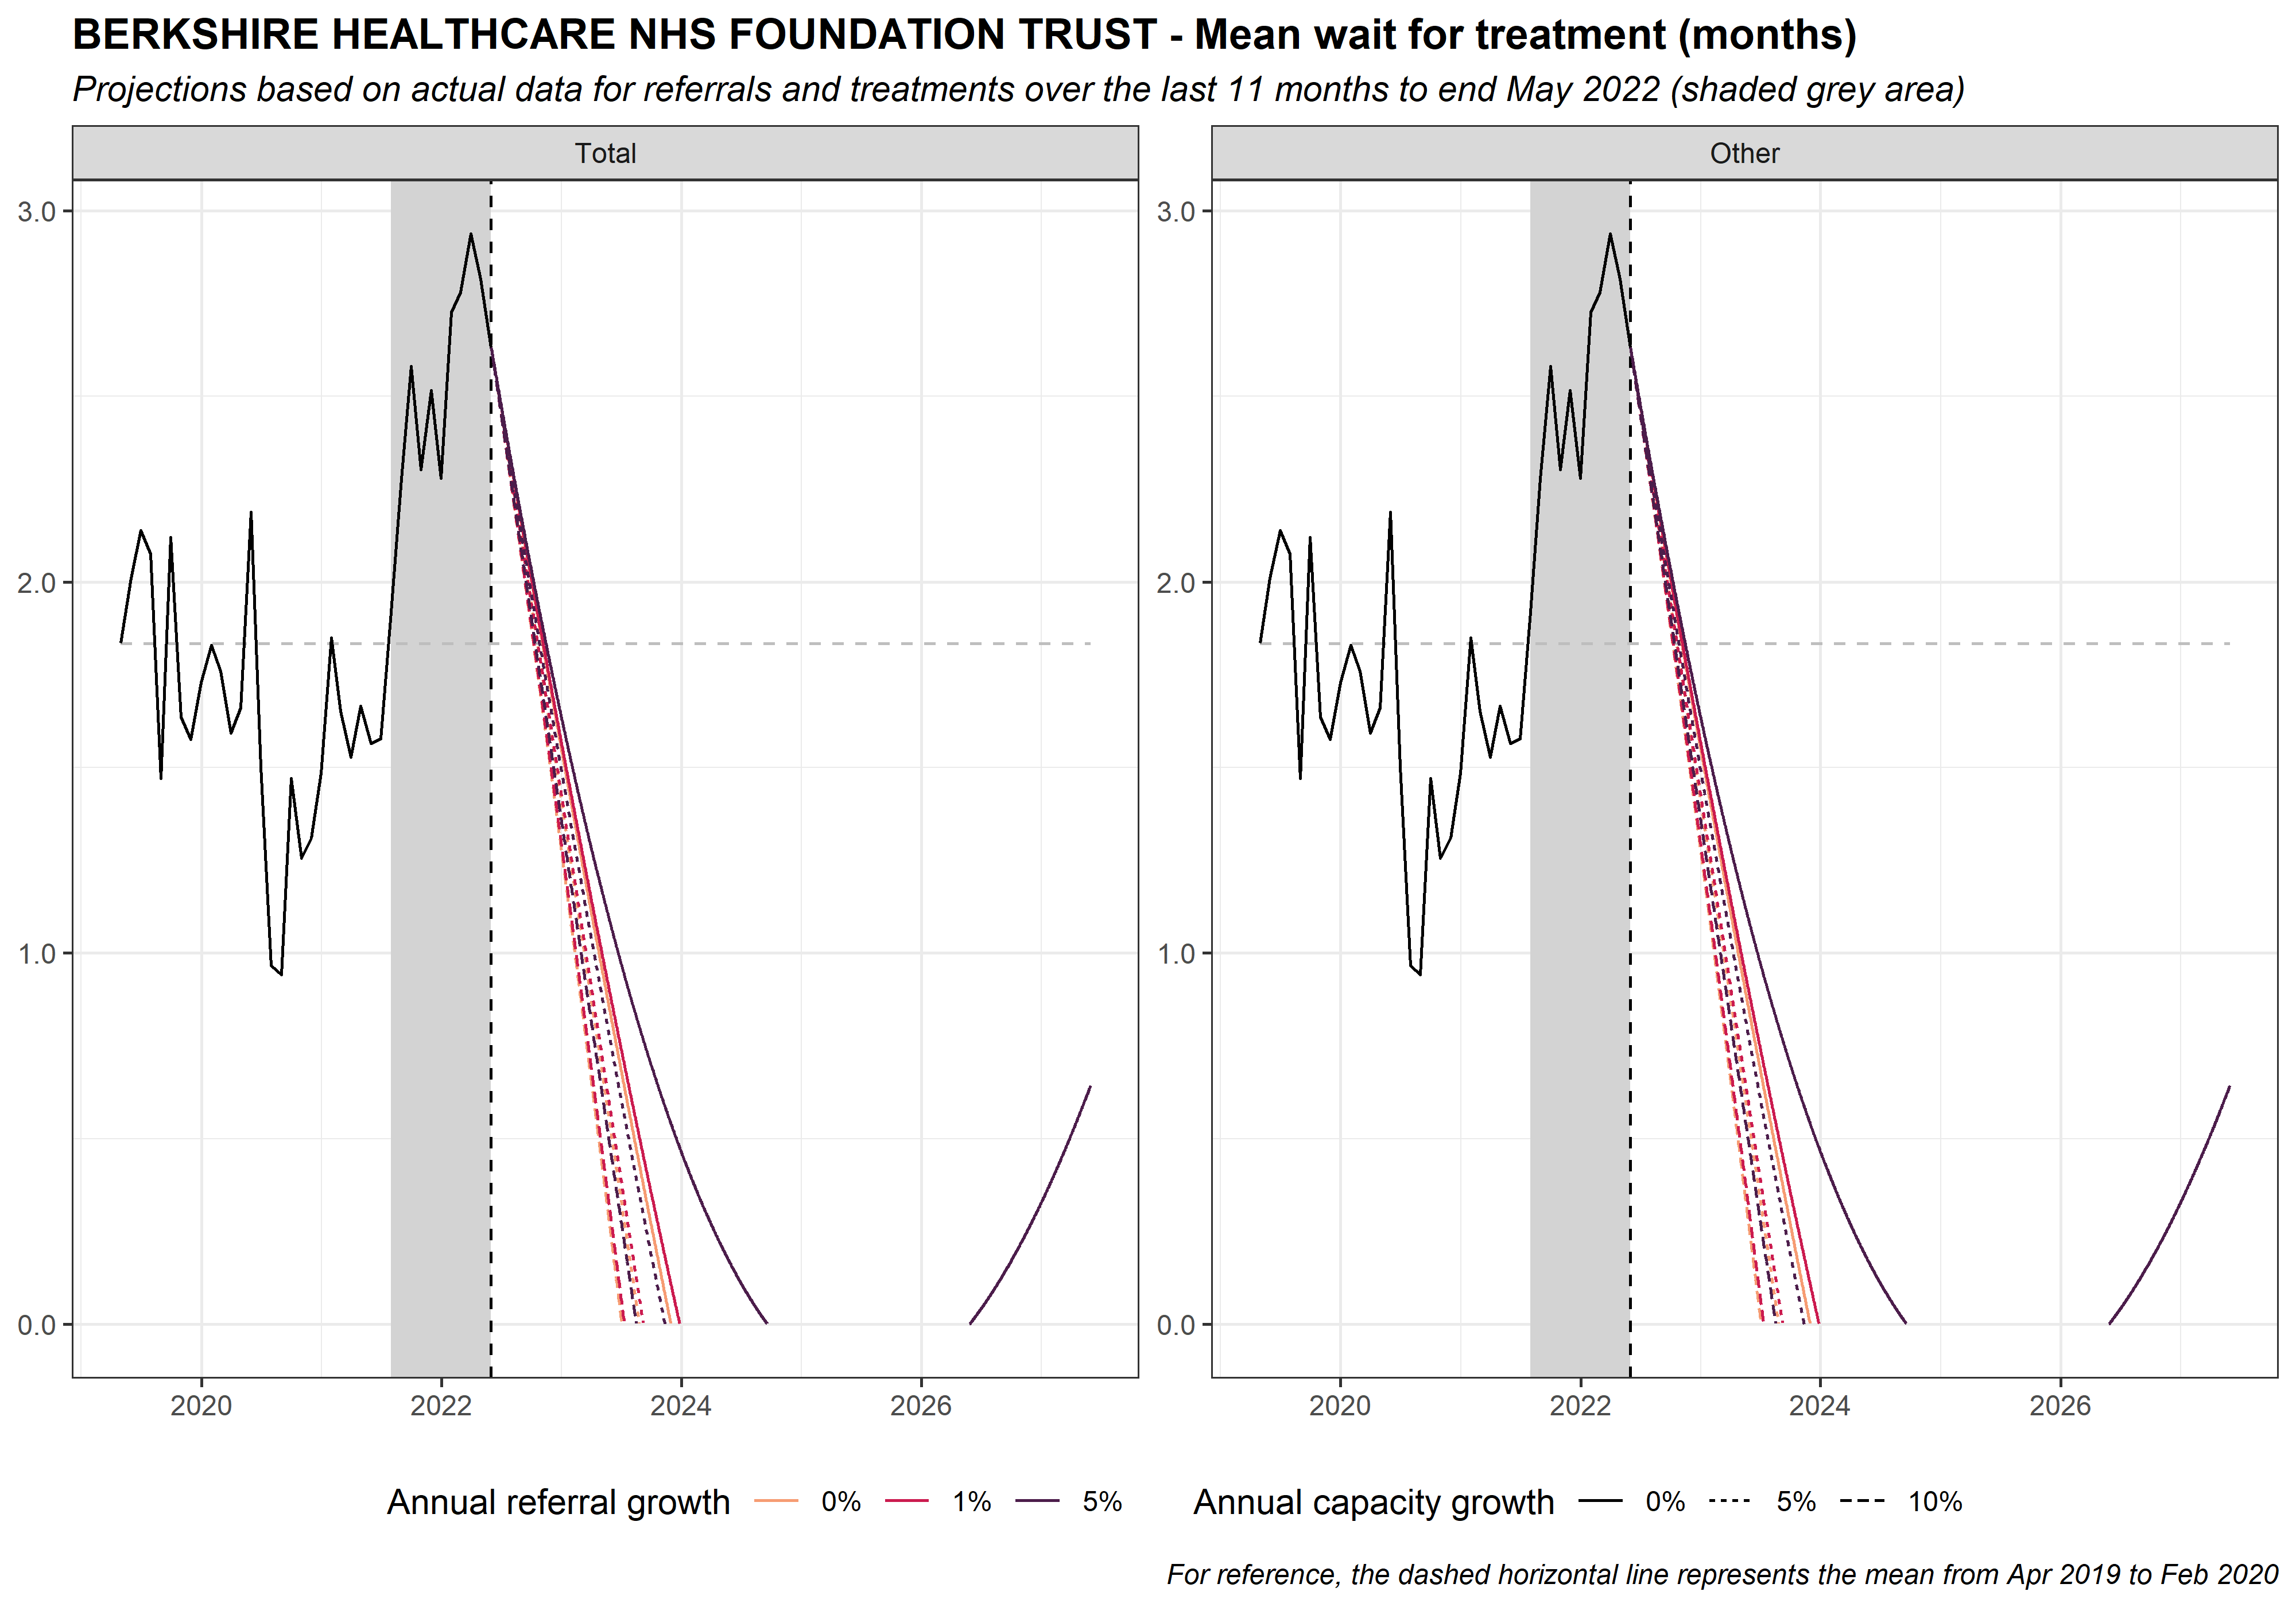 BERKSHIRE HEALTHCARE NHS FOUNDATION TRUST - Mean wait for treatment (months)
Projections based on actual data for referrals and treatments over the last 11 months to end May 2022 (shaded grey area)
Total
Other
3.0
2.0
1.0
0.0
3.0
2.0
1.0
0.0
2020
2022
2024
2026
2020
2022
2024
2026
Annual referral growth 0% 1% 5%
Annual capacity growth 0% 5% 10%
For reference, the dashed horizontal line represents the mean from Apr 2019 to Feb 2020